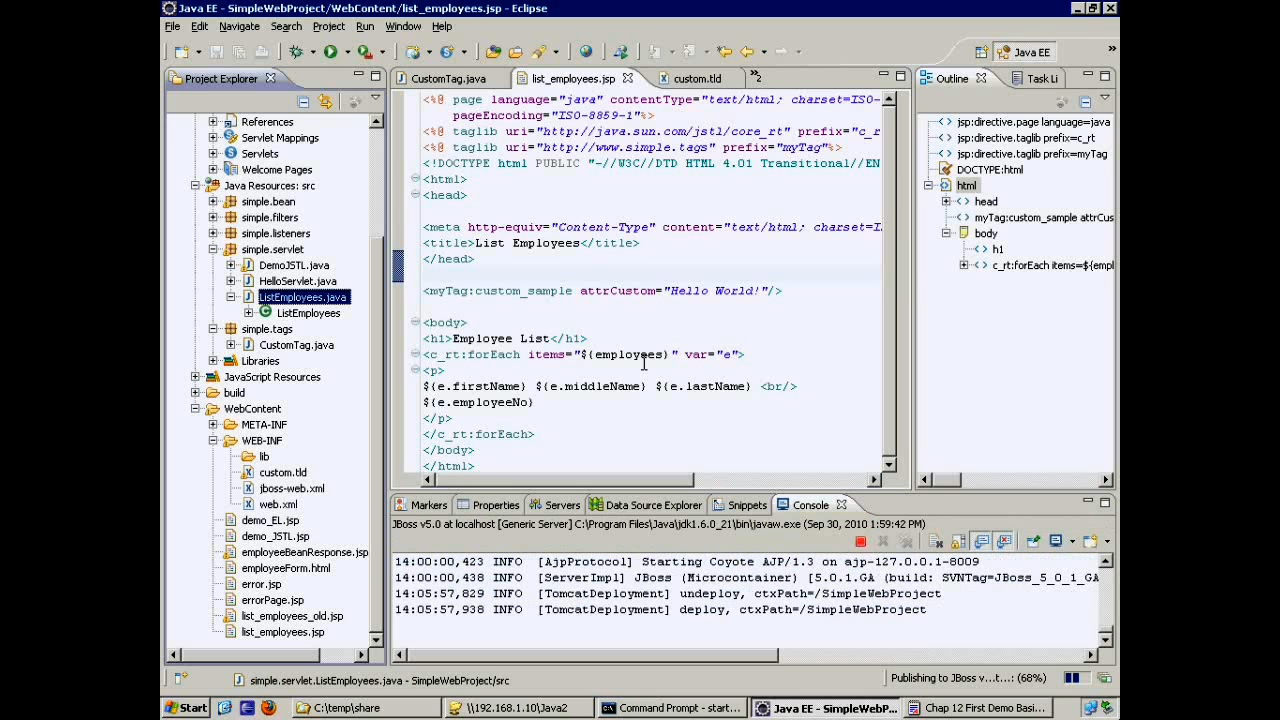 Java EE - SimpleWebProject/WebContent/list_employees.jsp - Eclipse
File Edit Navigate Search Project Run Window Help
Java EE
Project Explorer
References
Servlet Mappings
Servlets
Welcome Pages
Java Resources: src
simple.bean
simple.filters
simple.listeners
simple.servlet
DemoJSTL.java
HelloServlet.java
ListEmployees.java
ListEmployees
simple.tags
CustomTag.java
Libraries
JavaScript Resources
build
WebContent
META-INF
WEB-INF
lib
custom.tld
jboss-web.xml
web.xml
demo_EL.jsp
demo_JSTL.jsp
employeeBeanResponse.jsp
employeeForm.html
error.jsp
errorPage.jsp
list_employees_old.jsp
list_employees.jsp
CustomTag.java list_employees.jsp custom.tld »2
<%@ page language="java" contentType="text/html; charset=ISO-
pageEncoding="ISO-8859-1"%>
<%@ taglib uri="http://java.sun.com/jstl/core_rt" prefix="c_r
<%@ taglib uri="http://www.simple.tags" prefix="myTag"%>
<!DOCTYPE html PUBLIC "-//W3C//DTD HTML 4.01 Transitional//EN
<html>
<head>
<meta http-equiv="Content-Type" content="text/html; charset=I
<title>List Employees</title>
</head>
<myTag:custom_sample attrCustom="Hello World!"/>
<body>
<h1>Employee List</h1>
<c_rt:forEach items="${employees}" var="e">
<p>
${e.firstName} ${e.middleName} ${e.lastName} <br/>
${e.employeeNo}
</p>
</c_rt:forEach>
</body>
</html>
Outline Task Li
jsp:directive.page language=java
jsp:directive.taglib prefix=c_rt
jsp:directive.taglib prefix=myTag
DOCTYPE:html
html
head
myTag:custom_sample attrCus
body
h1
c_rt:forEach items=${empl
Markers Properties Servers Data Source Explorer Snippets Console
JBoss v5.0 at localhost [Generic Server] C:\Program Files\Java\jdk1.6.0_21\bin\javaw.exe (Sep 30, 2010 1:59:42 PM)
14:00:00,423 INFO [AjpProtocol] Starting Coyote AJP/1.3 on ajp-127.0.0.1-8009
14:00:00,438 INFO [ServerImpl] JBoss (Microcontainer) [5.0.1.GA (build: SVNTag=JBoss_5_0_1_GA
14:05:57,829 INFO [TomcatDeployment] undeploy, ctxPath=/SimpleWebProject
14:05:57,938 INFO [TomcatDeployment] deploy, ctxPath=/SimpleWebProject
simple.servlet.ListEmployees.java - SimpleWebProject/src
Publishing to JBoss v...t...: (68%)
Start C:\temp\share \\192.168.1.10\Java2 Command Prompt - start... Java EE - SimpleWebP... Chap 12 First Demo Basi...